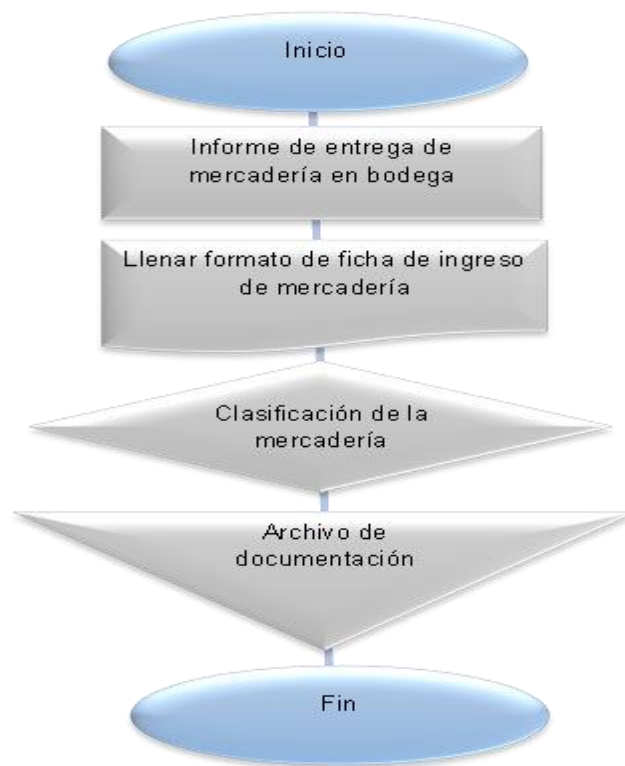 Inicio
Informe de entrega de
mercadería en bodega
Llenar formato de ficha de ingreso
de mercadería
Clasificación de la
mercadería
Archivo de
documentación
Fin